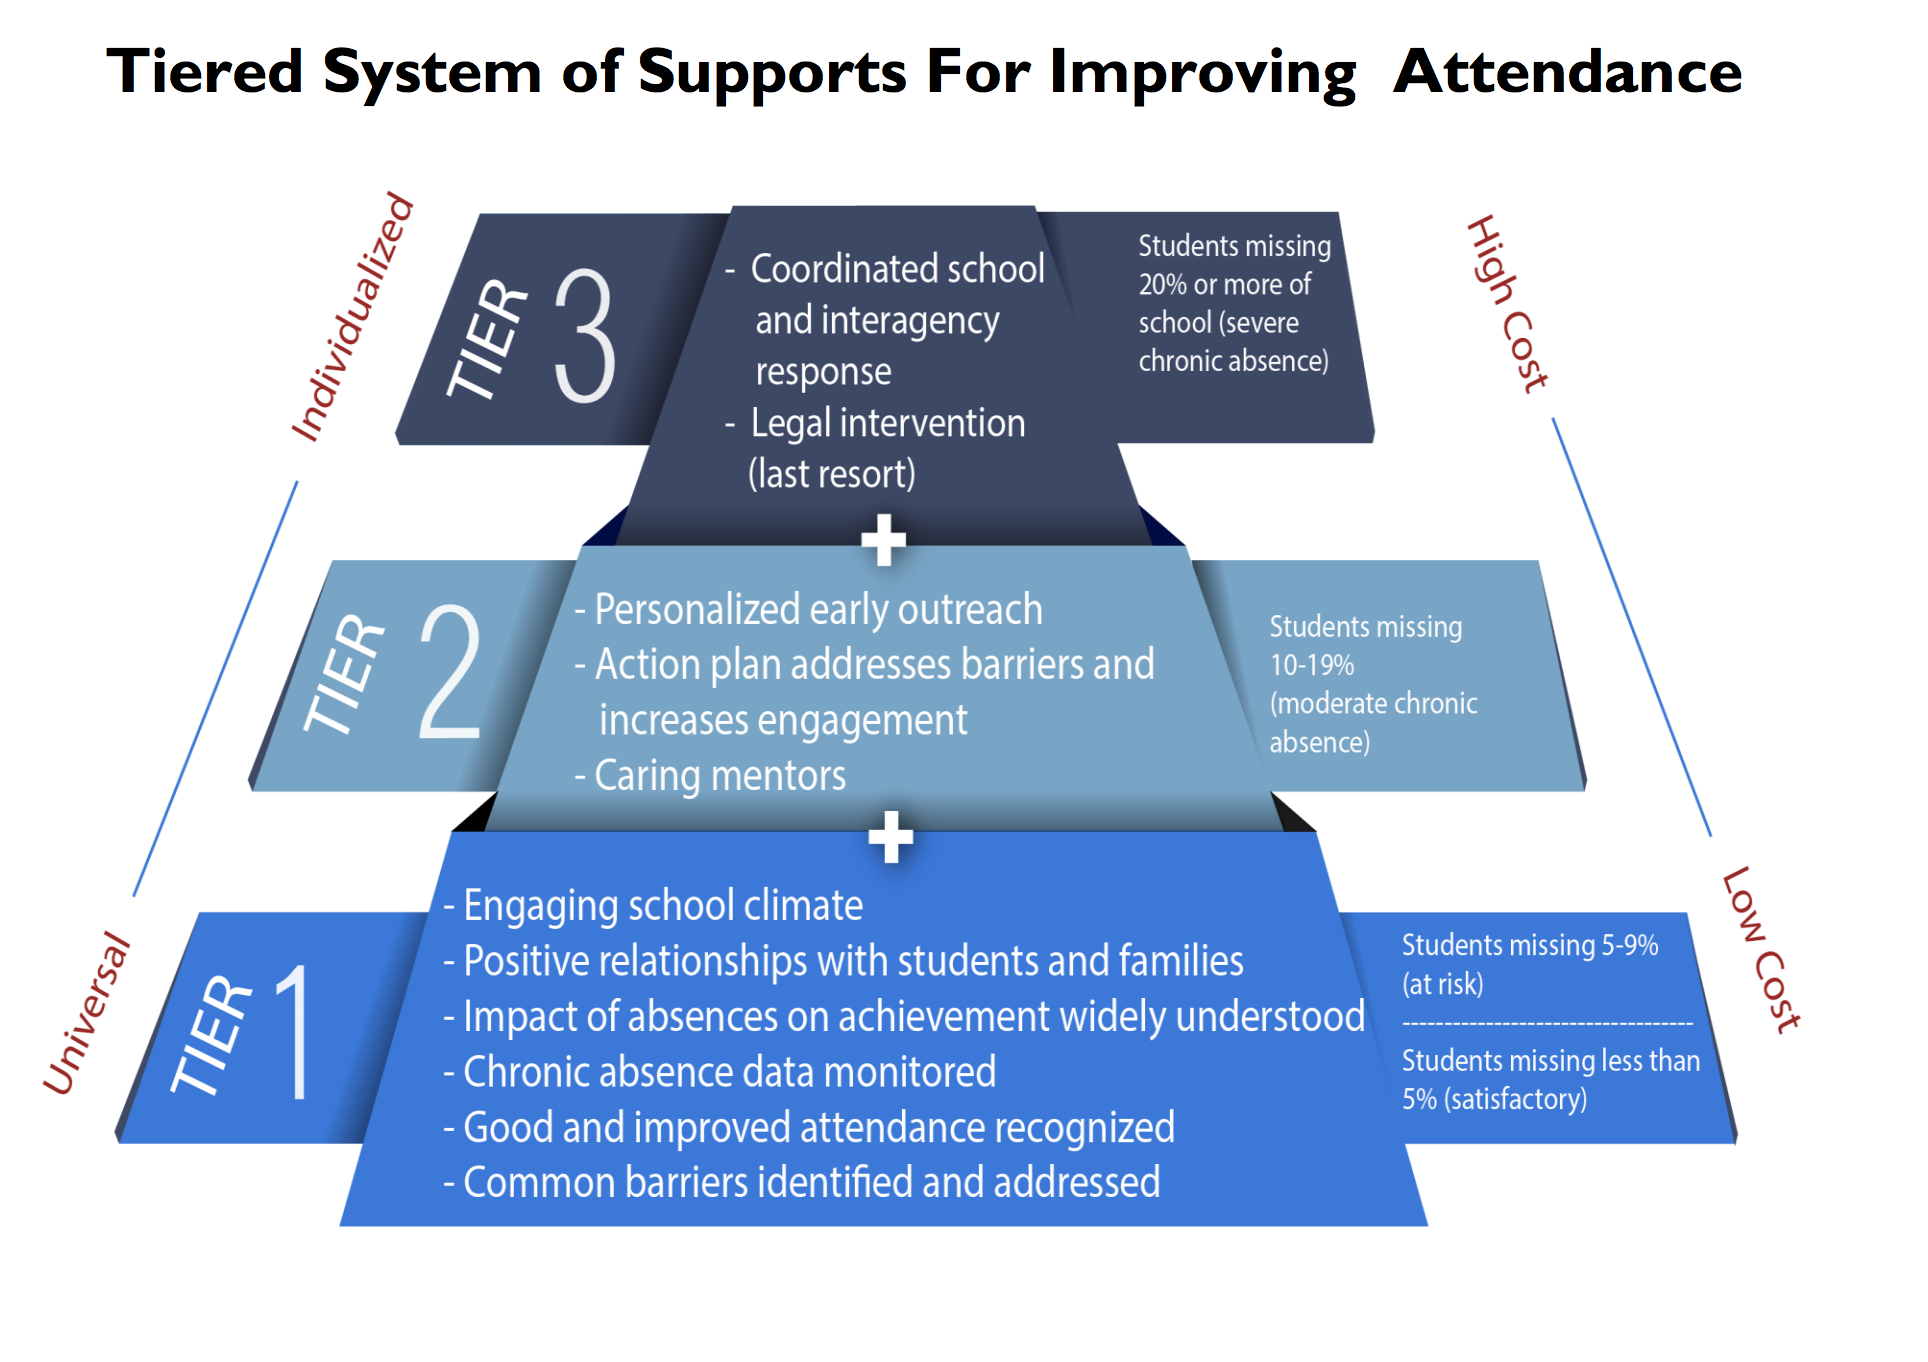 Tiered System of Supports For Improving Attendance
Individualized
High Cost
TIER 3
- Coordinated school
and interagency
response
- Legal intervention
(last resort)
Students missing
20% or more of
school (severe
chronic absence)
+
TIER 2
- Personalized early outreach
- Action plan addresses barriers and
increases engagement
- Caring mentors
Students missing
10-19%
(moderate chronic
absence)
+
Universal
Low Cost
TIER 1
- Engaging school climate
- Positive relationships with students and families
- Impact of absences on achievement widely understood
- Chronic absence data monitored
- Good and improved attendance recognized
- Common barriers identified and addressed
Students missing 5-9%
(at risk)
-----------------------------------
Students missing less than
5% (satisfactory)